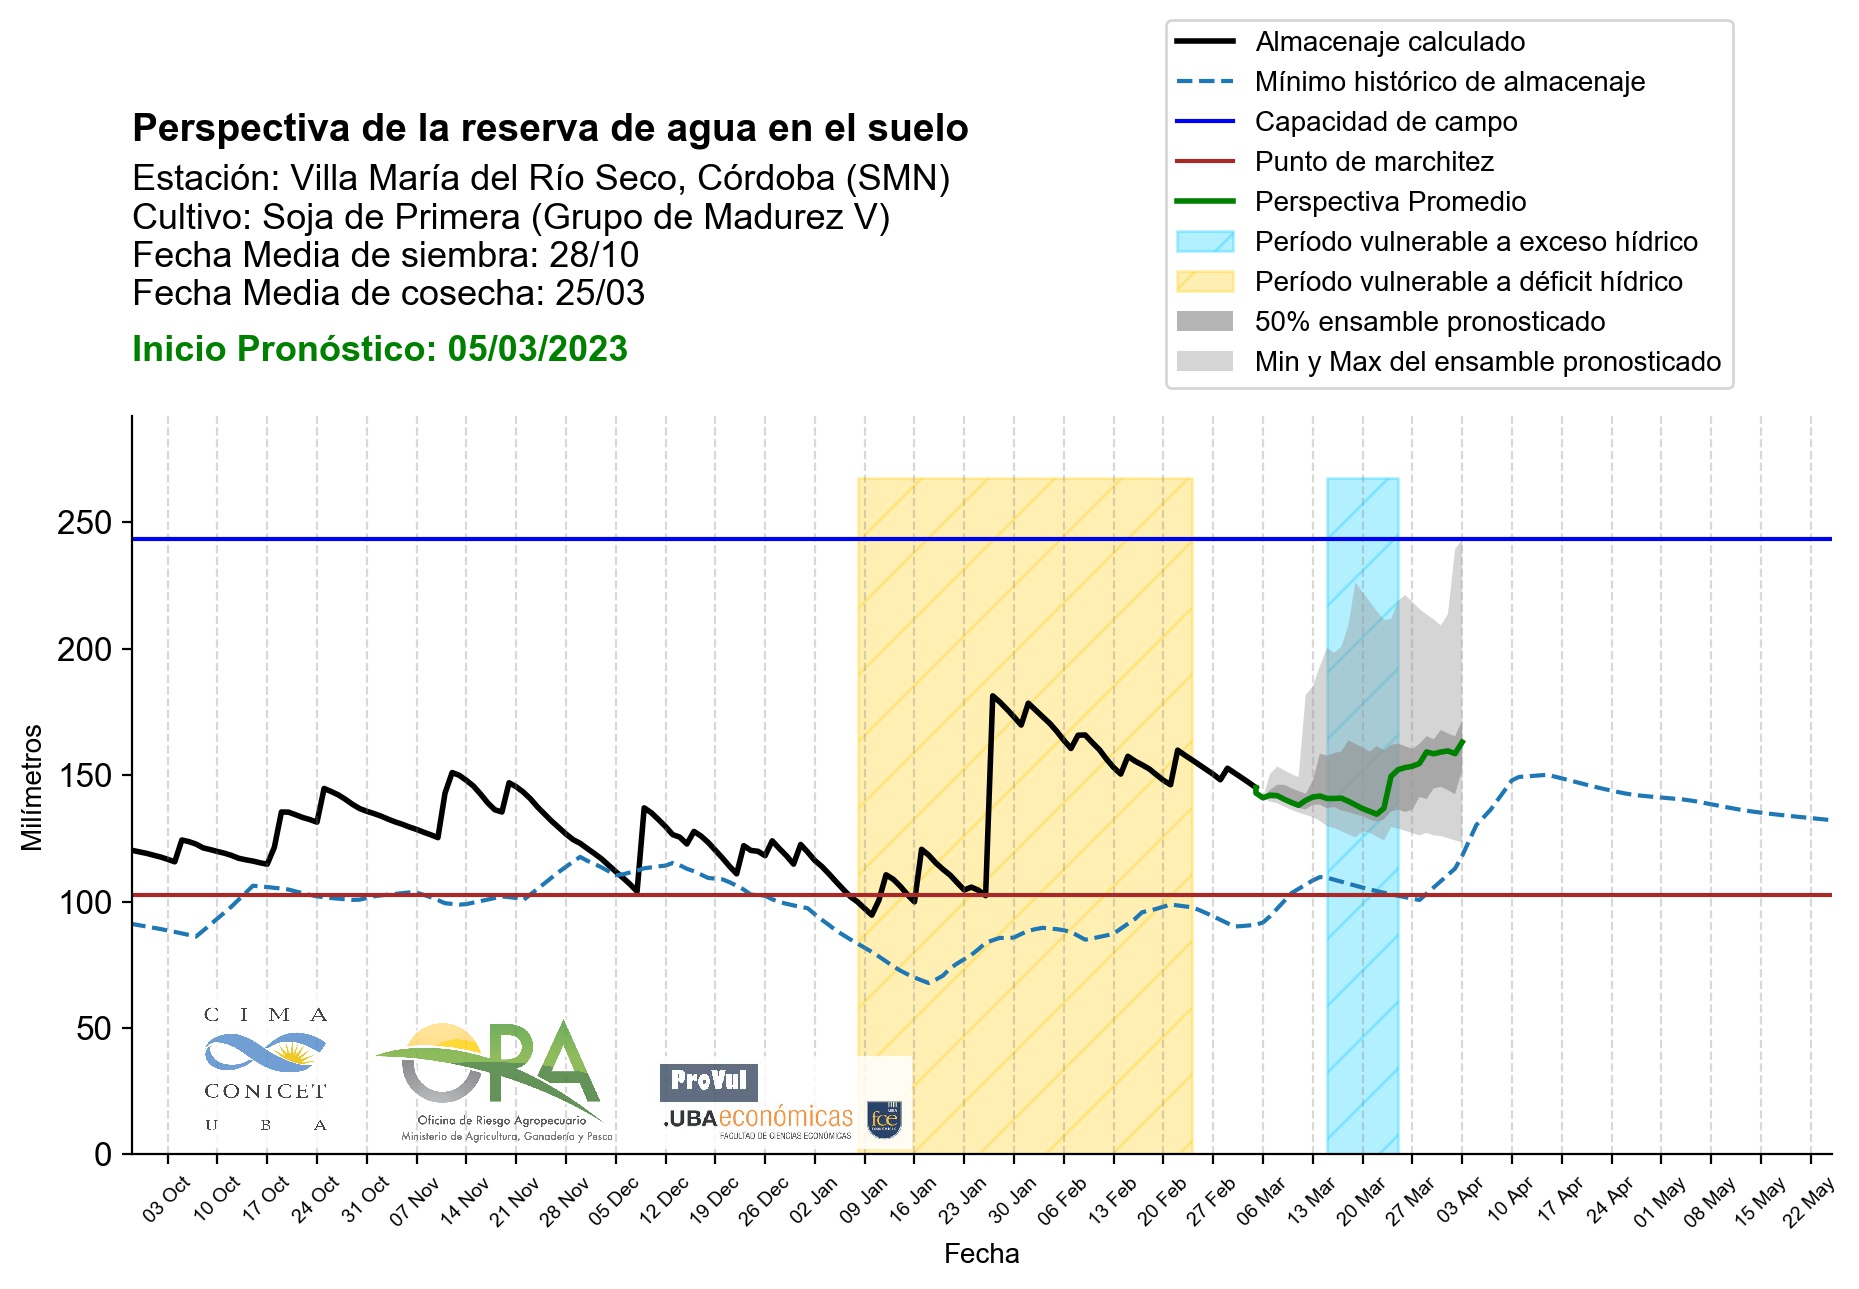 Almacenaje calculado
Mínimo histórico de almacenaje
Capacidad de campo
Punto de marchitez
Perspectiva Promedio
Período vulnerable a exceso hídrico
Período vulnerable a déficit hídrico
50% ensamble pronosticado
Min y Max del ensamble pronosticado
Perspectiva de la reserva de agua en el suelo
Estación: Villa María del Río Seco, Córdoba (SMN)
Cultivo: Soja de Primera (Grupo de Madurez V)
Fecha Media de siembra: 28/10
Fecha Media de cosecha: 25/03
Inicio Pronóstico: 05/03/2023
250
200
150
100
50
0
Milímetros
CIMA
CONICET
UBA
ORA
Oficina de Riesgo Agropecuario
Ministerio de Agricultura, Ganadería y Pesca
ProVul
.UBAeconómicas
FACULTAD DE CIENCIAS ECONÓMICAS
fce
03 Oct
10 Oct
17 Oct
24 Oct
31 Oct
07 Nov
14 Nov
21 Nov
28 Nov
05 Dec
12 Dec
19 Dec
26 Dec
02 Jan
09 Jan
16 Jan
23 Jan
30 Jan
06 Feb
13 Feb
20 Feb
27 Feb
06 Mar
13 Mar
20 Mar
27 Mar
03 Apr
10 Apr
17 Apr
24 Apr
01 May
08 May
15 May
22 May
Fecha